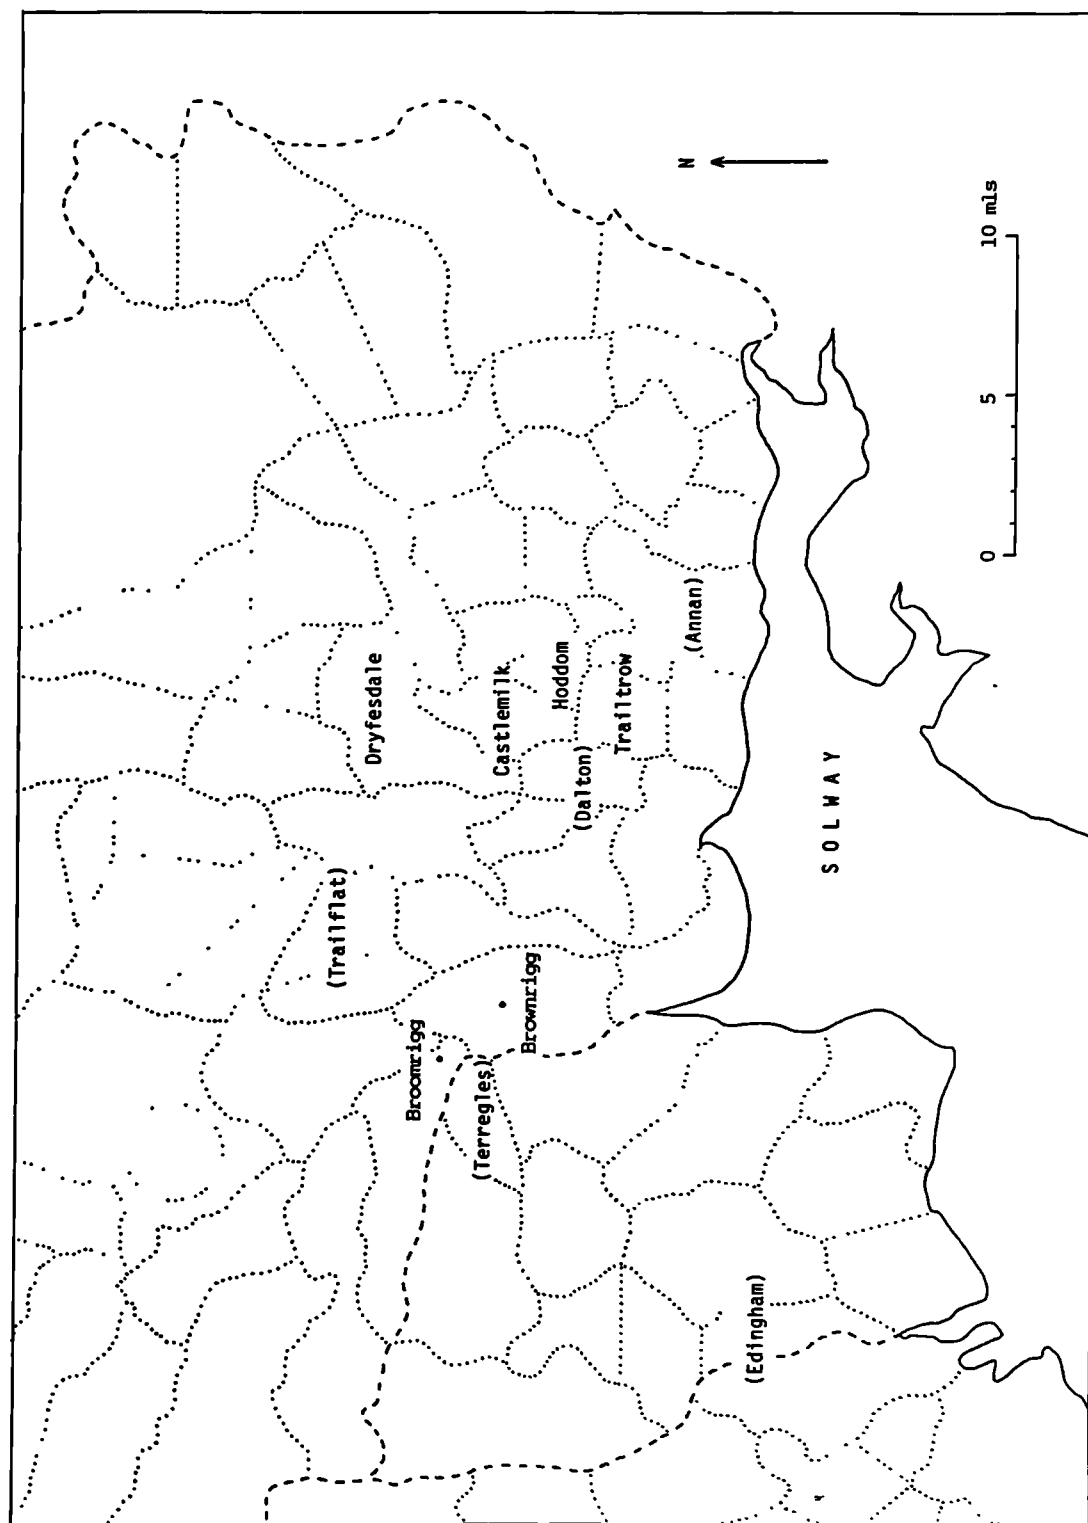 Dryfesdale
Castlemilk
Hoddom
(Dalton)
Trailtrow
(Annan)
(Trailflat)
Broomrigg
Brownrigg
(Terregles)
(Edingham)
SOLWAY
N
0 5 10 mls